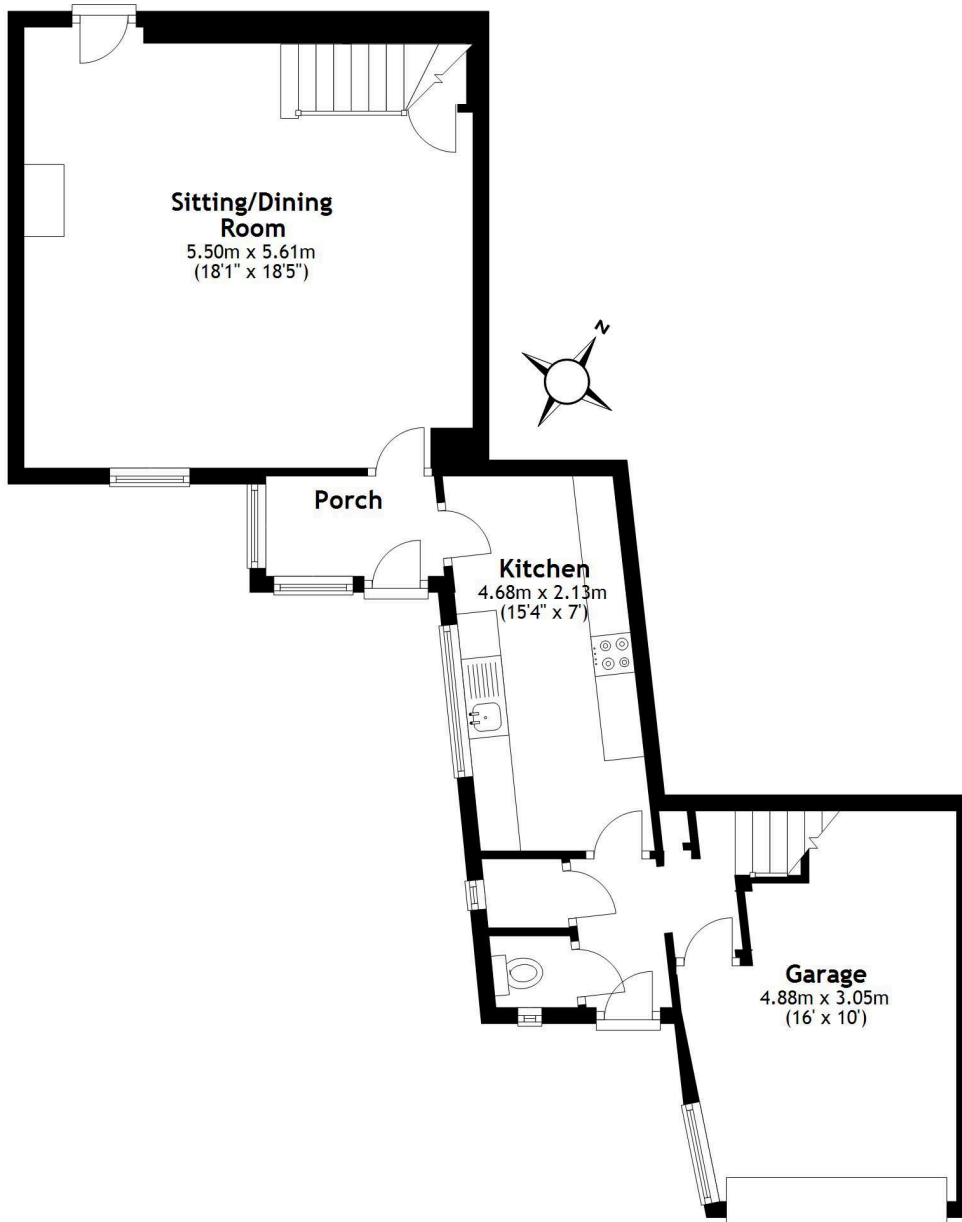 Sitting/Dining
Room
5.50m x 5.61m
(18'1" x 18'5")
N
Porch
Kitchen
4.68m x 2.13m
(15'4" x 7')
Garage
4.88m x 3.05m
(16' x 10')